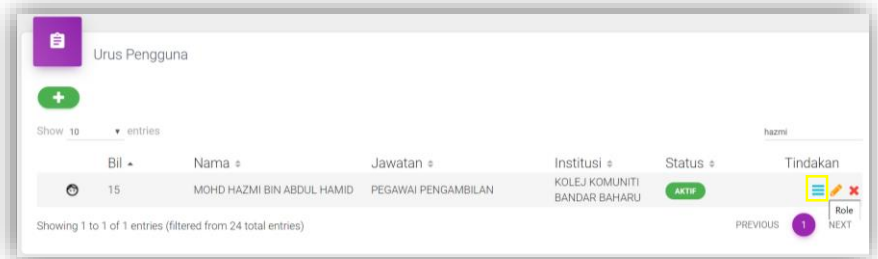 Urus Pengguna
+
Show 10 entries
hazmi
Bil Nama Jawatan Institusi Status Tindakan
15 MOHD HAZMI BIN ABDUL HAMID PEGAWAI PENGAMBILAN KOLEJ KOMUNITI AKTIF
BANDAR BAHARU
Role
Showing 1 to 1 of 1 entries (filtered from 24 total entries) PREVIOUS 1 NEXT